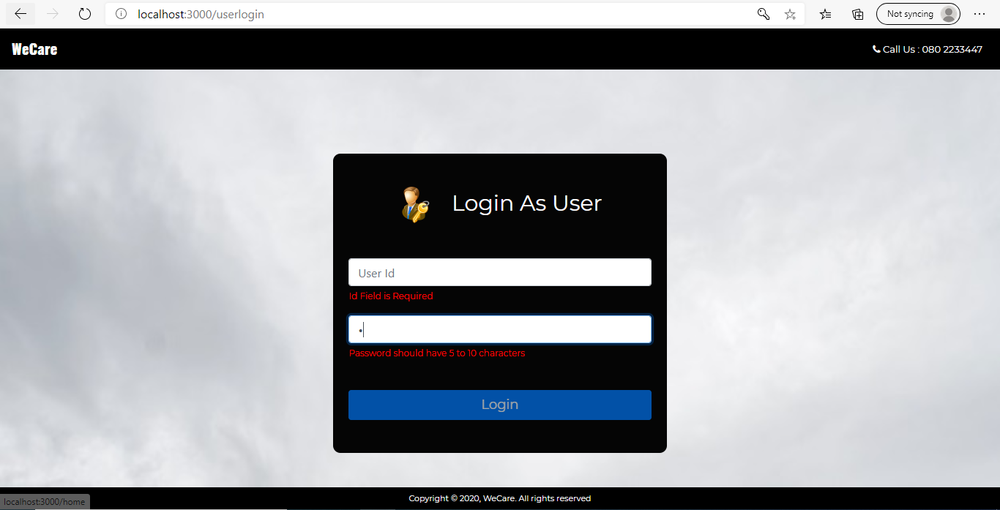 localhost:3000/userlogin
Not syncing
WeCare
Call Us : 080 2233447
Login As User
User Id
Id Field is Required
Password should have 5 to 10 characters
Login
Copyright © 2020, WeCare. All rights reserved
localhost:3000/home